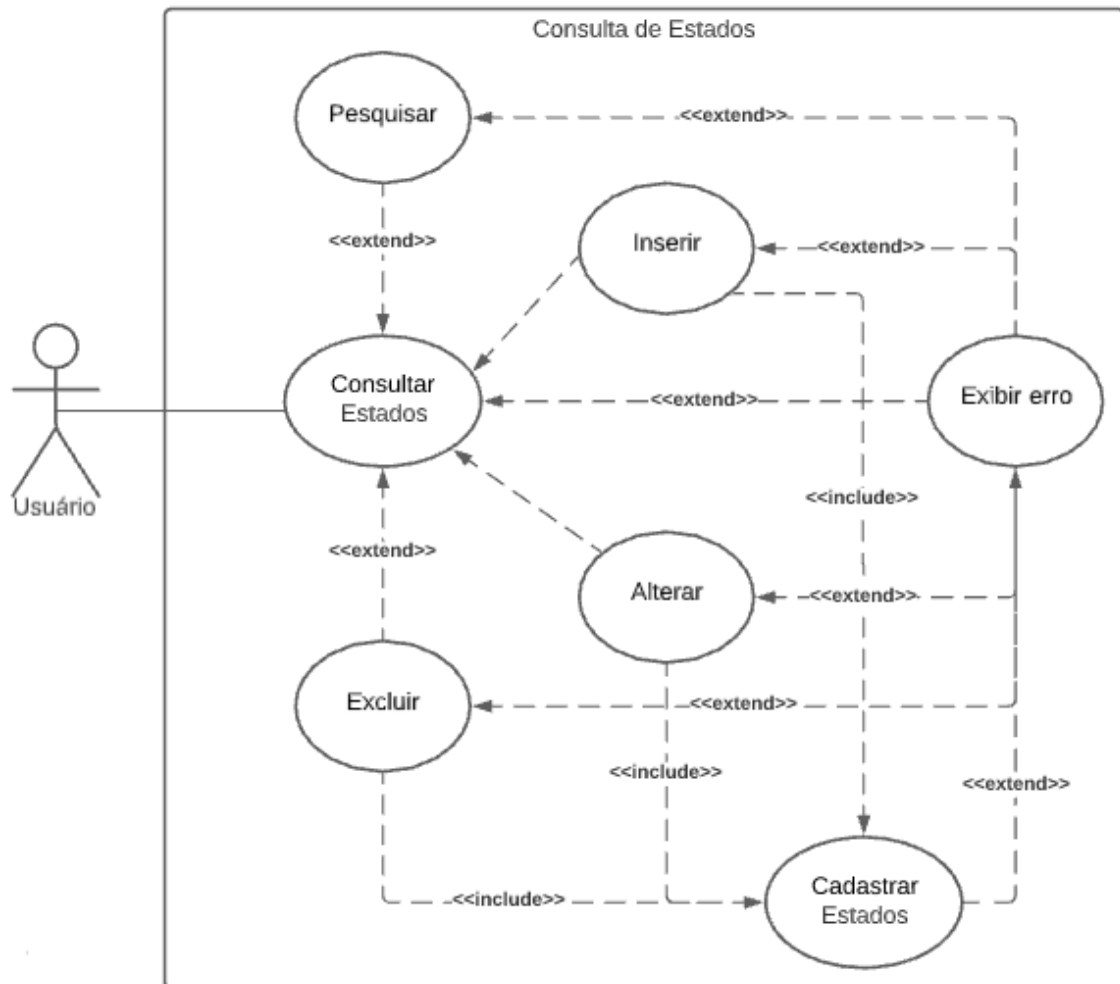 Consulta de Estados
Pesquisar
<<extend>>
<<extend>>
Inserir
<<extend>>
Consultar
Estados
<<extend>>
Exibir erro
Usuário
<<include>>
<<extend>>
Alterar
<<extend>>
Excluir
<<extend>>
<<include>>
<<extend>>
Cadastrar
Estados
<<include>>